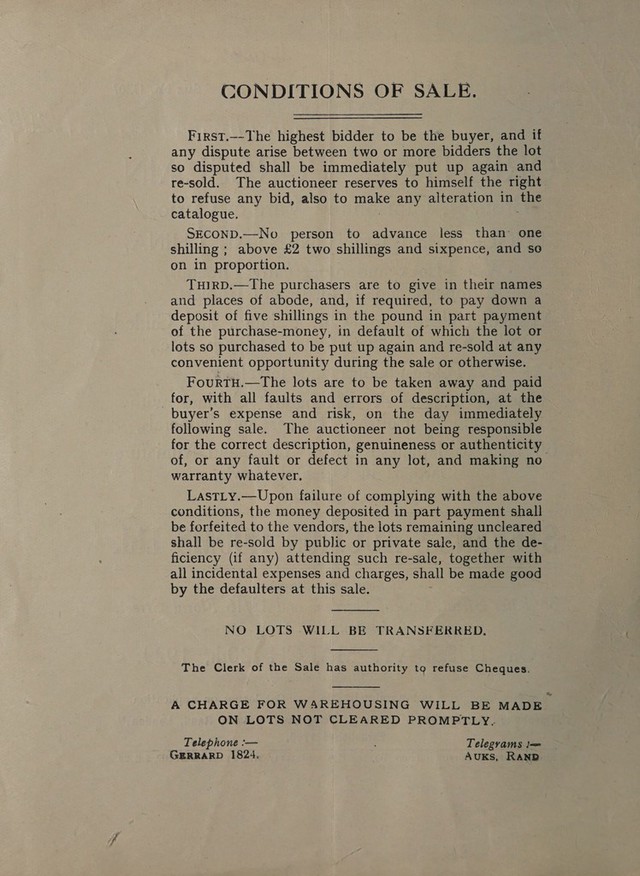 CONDITIONS OF SALE.
FIRST.—The highest bidder to be the buyer, and if
any dispute arise between two or more bidders the lot
so disputed shall be immediately put up again and
re-sold. The auctioneer reserves to himself the right
to refuse any bid, also to make any alteration in the
catalogue.
SECOND.—No person to advance less than one
shilling ; above £2 two shillings and sixpence, and so
on in proportion.
THIRD.—The purchasers are to give in their names
and places of abode, and, if required, to pay down a
deposit of five shillings in the pound in part payment
of the purchase-money, in default of which the lot or
lots so purchased to be put up again and re-sold at any
convenient opportunity during the sale or otherwise.
FOURTH.—The lots are to be taken away and paid
for, with all faults and errors of description, at the
buyer's expense and risk, on the day immediately
following sale. The auctioneer not being responsible
for the correct description, genuineness or authenticity
of, or any fault or defect in any lot, and making no
warranty whatever.
LASTLY.—Upon failure of complying with the above
conditions, the money deposited in part payment shall
be forfeited to the vendors, the lots remaining uncleared
shall be re-sold by public or private sale, and the de-
ficiency (if any) attending such re-sale, together with
all incidental expenses and charges, shall be made good
by the defaulters at this sale.
NO LOTS WILL BE TRANSFERRED.
The Clerk of the Sale has authority to refuse Cheques.
A CHARGE FOR WAREHOUSING WILL BE MADE
ON LOTS NOT CLEARED PROMPTLY.
Telephone :— Telegrams :—
GERRARD 1824. AUKS, RAND